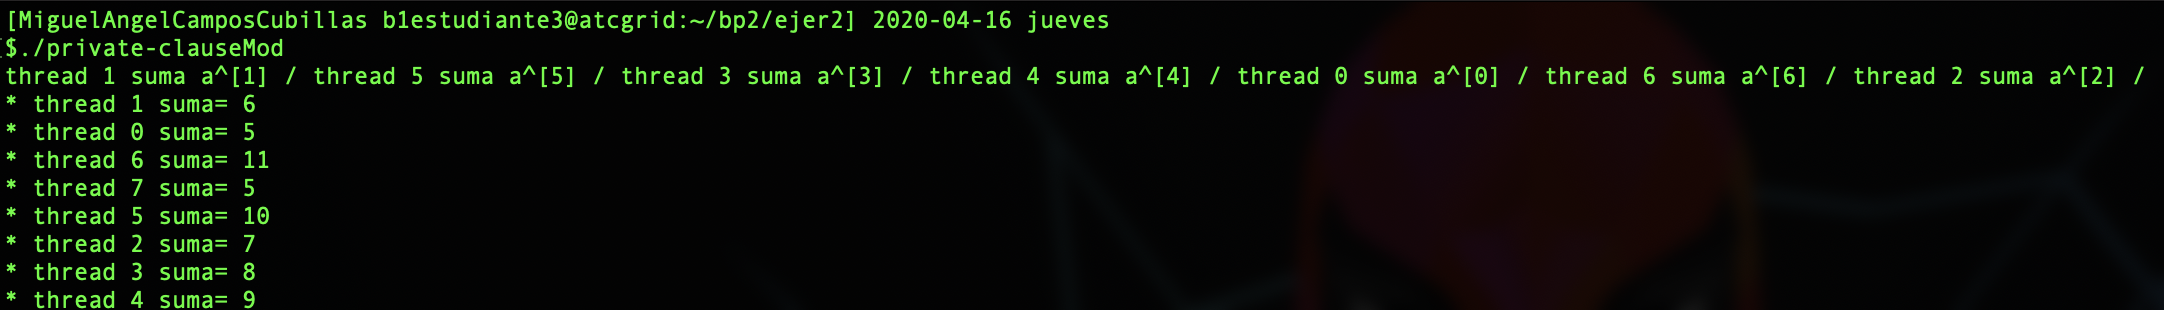 [MiguelAngelCamposCubillas b1estudiante3@atcgrid:~/bp2/ejer2] 2020-04-16 jueves
$./private-clauseMod
thread 1 suma a^[1] / thread 5 suma a^[5] / thread 3 suma a^[3] / thread 4 suma a^[4] / thread 0 suma a^[0] / thread 6 suma a^[6] / thread 2 suma a^[2] /
* thread 1 suma= 6
* thread 0 suma= 5
* thread 6 suma= 11
* thread 7 suma= 5
* thread 5 suma= 10
* thread 2 suma= 7
* thread 3 suma= 8
* thread 4 suma= 9